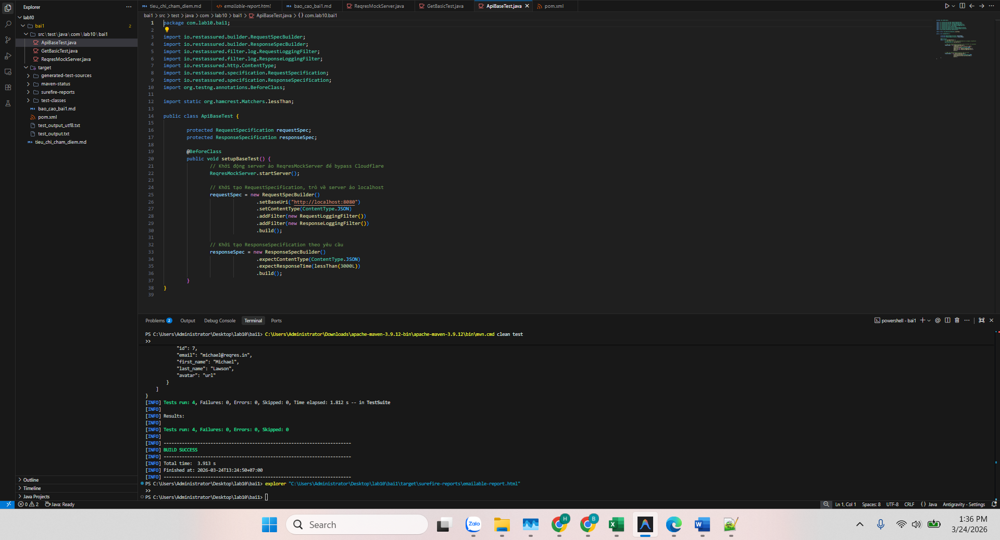 Explorer
lab10
bai1
2
src\test\java\com\lab10\bai1
ApiBaseTest.java
GetBasicTest.java
ReqresMockServer.java
target
generated-test-sources
maven-status
surefire-reports
test-classes
bao_cao_bai1.md
pom.xml
test_output_utf8.txt
test_output.txt
tieu_chi_cham_diem.md
Outline
Timeline
Java Projects
tieu_chi_cham_diem.md emailable-report.html bao_cao_bai1.md ReqresMockServer.java GetBasicTest.java ApiBaseTest.java pom.xml
bai1 > src > test > java > com > lab10 > bai1 > ApiBaseTest.java > {} com.lab10.bai1
1 package com.lab10.bai1;
2
3 import io.restassured.builder.RequestSpecBuilder;
4 import io.restassured.builder.ResponseSpecBuilder;
5 import io.restassured.filter.log.RequestLoggingFilter;
6 import io.restassured.filter.log.ResponseLoggingFilter;
7 import io.restassured.http.ContentType;
8 import io.restassured.specification.RequestSpecification;
9 import io.restassured.specification.ResponseSpecification;
10 import org.testng.annotations.BeforeClass;
11
12 import static org.hamcrest.Matchers.lessThan;
13
14 public class ApiBaseTest {
15
16 protected RequestSpecification requestSpec;
17 protected ResponseSpecification responseSpec;
18
19 @BeforeClass
20 public void setupBaseTest() {
21 // Khởi động server ảo ReqresMockServer để bypass Cloudflare
22 ReqresMockServer.startServer();
23
24 // Khởi tạo RequestSpecification, trỏ về server ảo localhost
25 requestSpec = new RequestSpecBuilder()
26 .setBaseUri("http://localhost:8080")
27 .setContentType(ContentType.JSON)
28 .addFilter(new RequestLoggingFilter())
29 .addFilter(new ResponseLoggingFilter())
30 .build();
31
32 // Khởi tạo ResponseSpecification theo yêu cầu
33 responseSpec = new ResponseSpecBuilder()
34 .expectContentType(ContentType.JSON)
35 .expectResponseTime(lessThan(3000L))
36 .build();
37 }
38 }
39
Problems 2 Output Debug Console Terminal Ports
powershell - bai1
PS C:\Users\Administrator\Desktop\lab10\bai1> C:\Users\Administrator\Downloads\apache-maven-3.9.12-bin\apache-maven-3.9.12\bin\mvn.cmd clean test
>>
"id": 7,
"email": "michael@reqres.in",
"first_name": "Michael",
"last_name": "Lawson",
"avatar": "url"
}
]
}
[INFO] Tests run: 4, Failures: 0, Errors: 0, Skipped: 0, Time elapsed: 1.812 s -- in TestSuite
[INFO]
[INFO] Results:
[INFO]
[INFO] Tests run: 4, Failures: 0, Errors: 0, Skipped: 0
[INFO]
[INFO] ------------------------------------------------------------------------
[INFO] BUILD SUCCESS
[INFO] ------------------------------------------------------------------------
[INFO] Total time:  3.913 s
[INFO] Finished at: 2026-03-24T13:24:50+07:00
[INFO] ------------------------------------------------------------------------
PS C:\Users\Administrator\Desktop\lab10\bai1> explorer "C:\Users\Administrator\Desktop\lab10\bai1\target\surefire-reports\emailable-report.html"
>>
PS C:\Users\Administrator\Desktop\lab10\bai1>
0 2 Java: Ready
Ln 1, Col 1 Spaces: 8 UTF-8 CRLF {} Java Antigravity - Settings
Search
Zalo
H
B
1:36 PM
3/24/2026